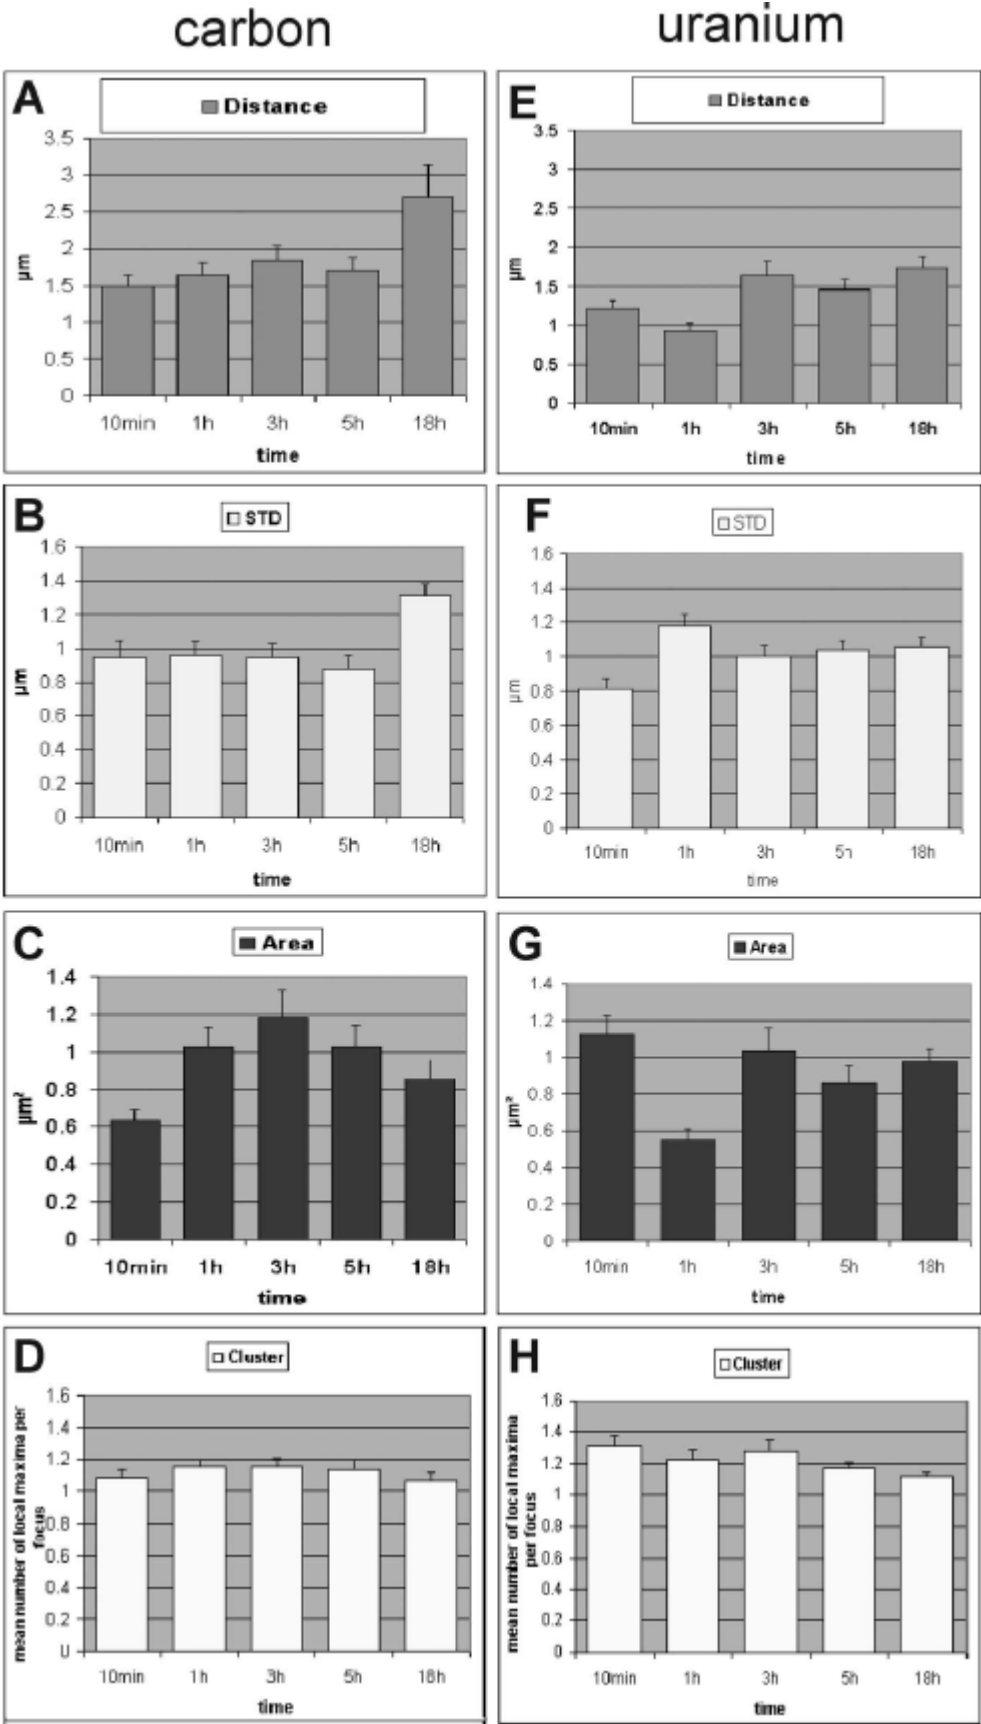 carbon
uranium
A
Distance
3.5
3
2.5
2
1.5
1
0.5
0
µm
10min 1h 3h 5h 18h
time
E
Distance
3.5
3
2.5
2
1.5
1
0.5
0
µm
10min 1h 3h 5h 18h
time
B
STD
1.6
1.4
1.2
1
0.8
0.6
0.4
0.2
0
µm
10min 1h 3h 5h 18h
time
F
STD
1.6
1.4
1.2
1
0.8
0.6
0.4
0.2
0
µm
10min 1h 3h 5h 18h
time
C
Area
1.4
1.2
1
0.8
0.6
0.4
0.2
0
µm²
10min 1h 3h 5h 18h
time
G
Area
1.4
1.2
1
0.8
0.6
0.4
0.2
0
µm²
10min 1h 3h 5h 18h
time
D
Cluster
1.6
1.4
1.2
1
0.8
0.6
0.4
0.2
0
mean number of local maxima per
focus
10min 1h 3h 5h 18h
time
H
Cluster
1.6
1.4
1.2
1
0.8
0.6
0.4
0.2
0
mean number of local maxima
per focus
10min 1h 3h 5h 18h
time